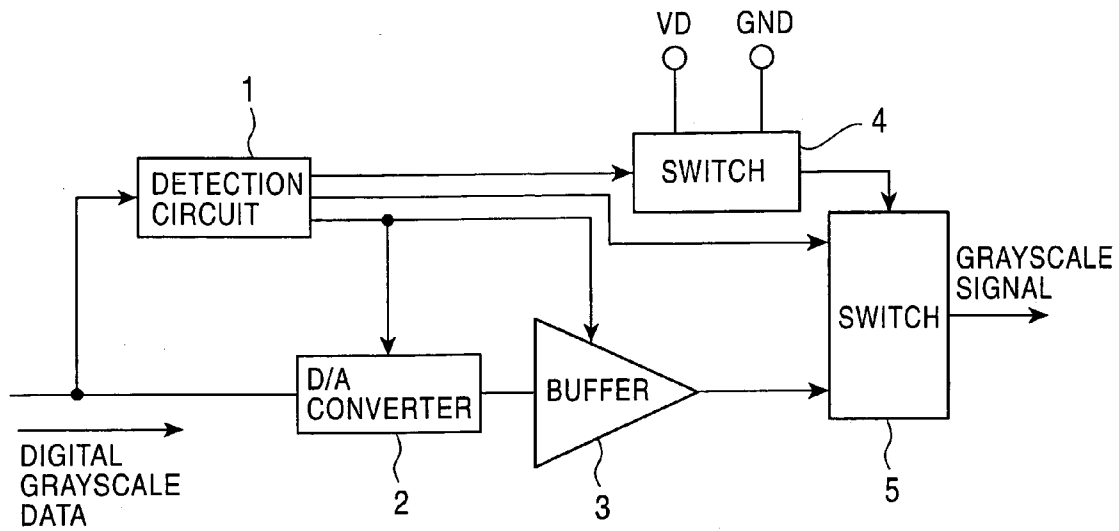 VD GND
1
4
DETECTION
CIRCUIT
SWITCH
GRAYSCALE
SIGNAL
SWITCH
D/A
CONVERTER
BUFFER
DIGITAL
GRAYSCALE
DATA
2
3
5